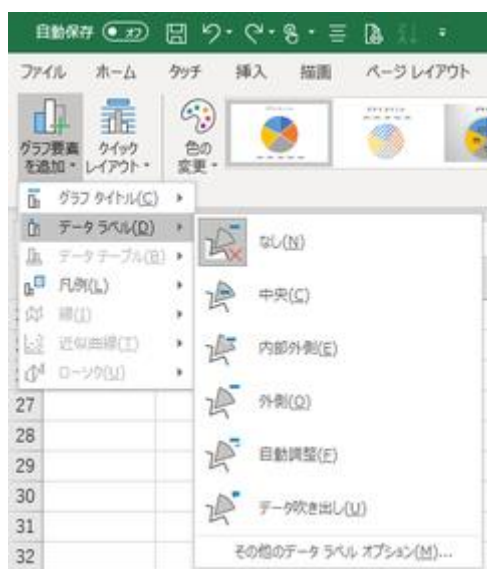 自動保存 オフ
ファイル ホーム タッチ 挿入 描画 ページ レイアウト
グラフ要素を追加
クイックレイアウト
色の変更
グラフ タイトル(C)
データ ラベル(D)
データ テーブル(B)
凡例(L)
線(I)
近似曲線(T)
ローソク(U)
なし(N)
中央(C)
内部外側(E)
外側(O)
自動調整(F)
データ吹き出し(U)
その他のデータ ラベル オプション(M)...
27
28
29
30
31
32